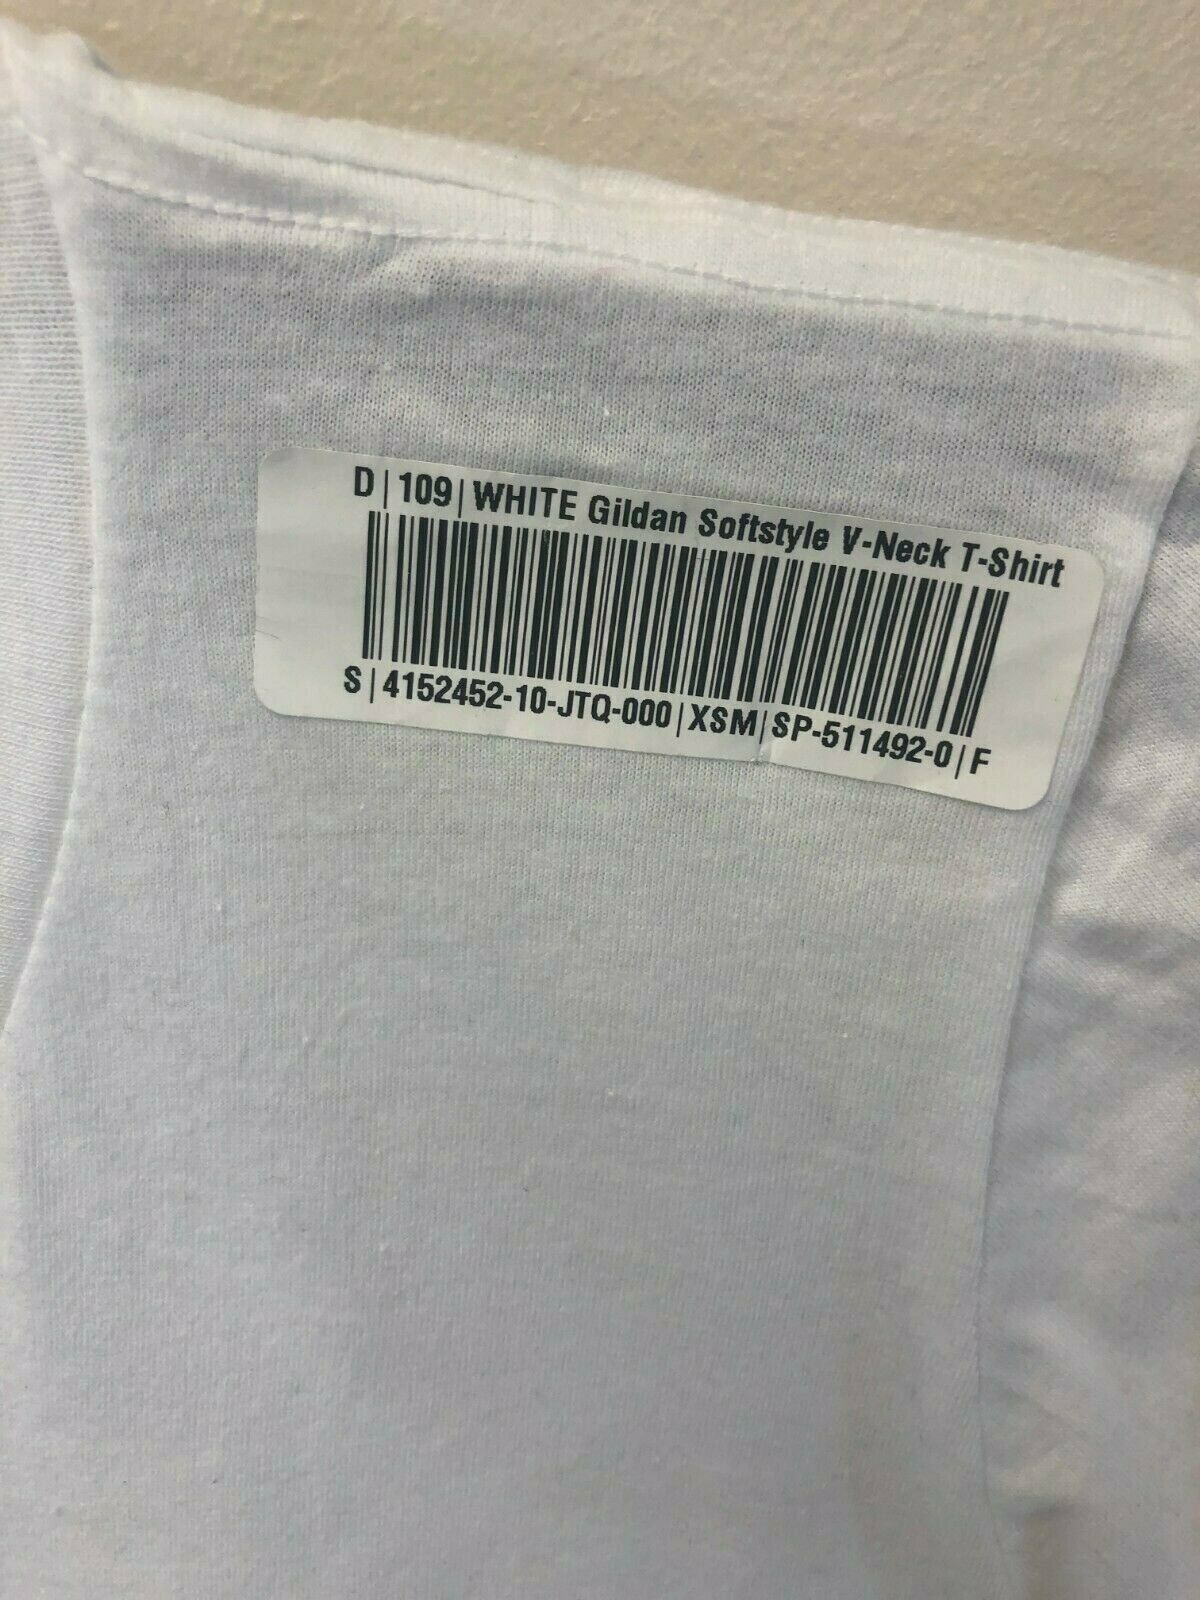 D|109|WHITE Gildan Softstyle V-Neck T-Shirt
S|4152452-10-JTQ-000|XSM|SP-511492-0|F